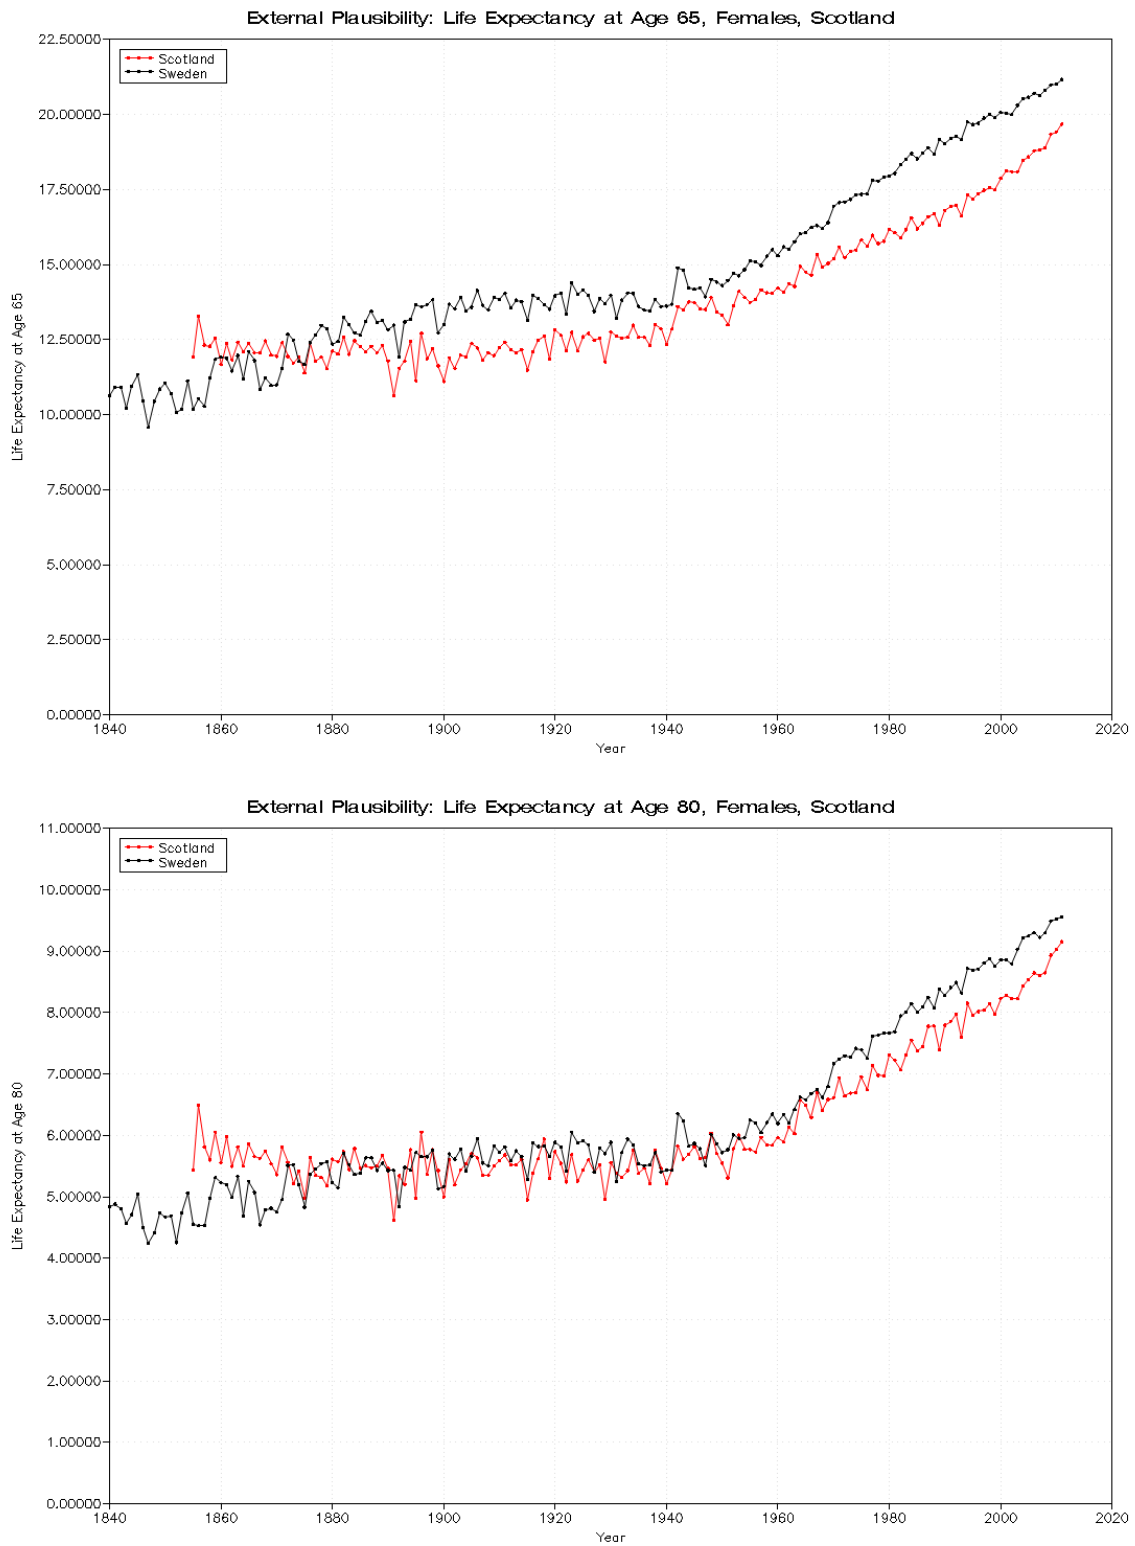 External Plausibility: Life Expectancy at Age 65, Females, Scotland
22.50000
20.00000
17.50000
15.00000
12.50000
10.00000
7.50000
5.00000
2.50000
0.00000
Life Expectancy at Age 65
Scotland
Sweden
1840 1860 1880 1900 1920 1940 1960 1980 2000 2020
Year
External Plausibility: Life Expectancy at Age 80, Females, Scotland
11.00000
10.00000
9.00000
8.00000
7.00000
6.00000
5.00000
4.00000
3.00000
2.00000
1.00000
0.00000
Life Expectancy at Age 80
Scotland
Sweden
1840 1860 1880 1900 1920 1940 1960 1980 2000 2020
Year